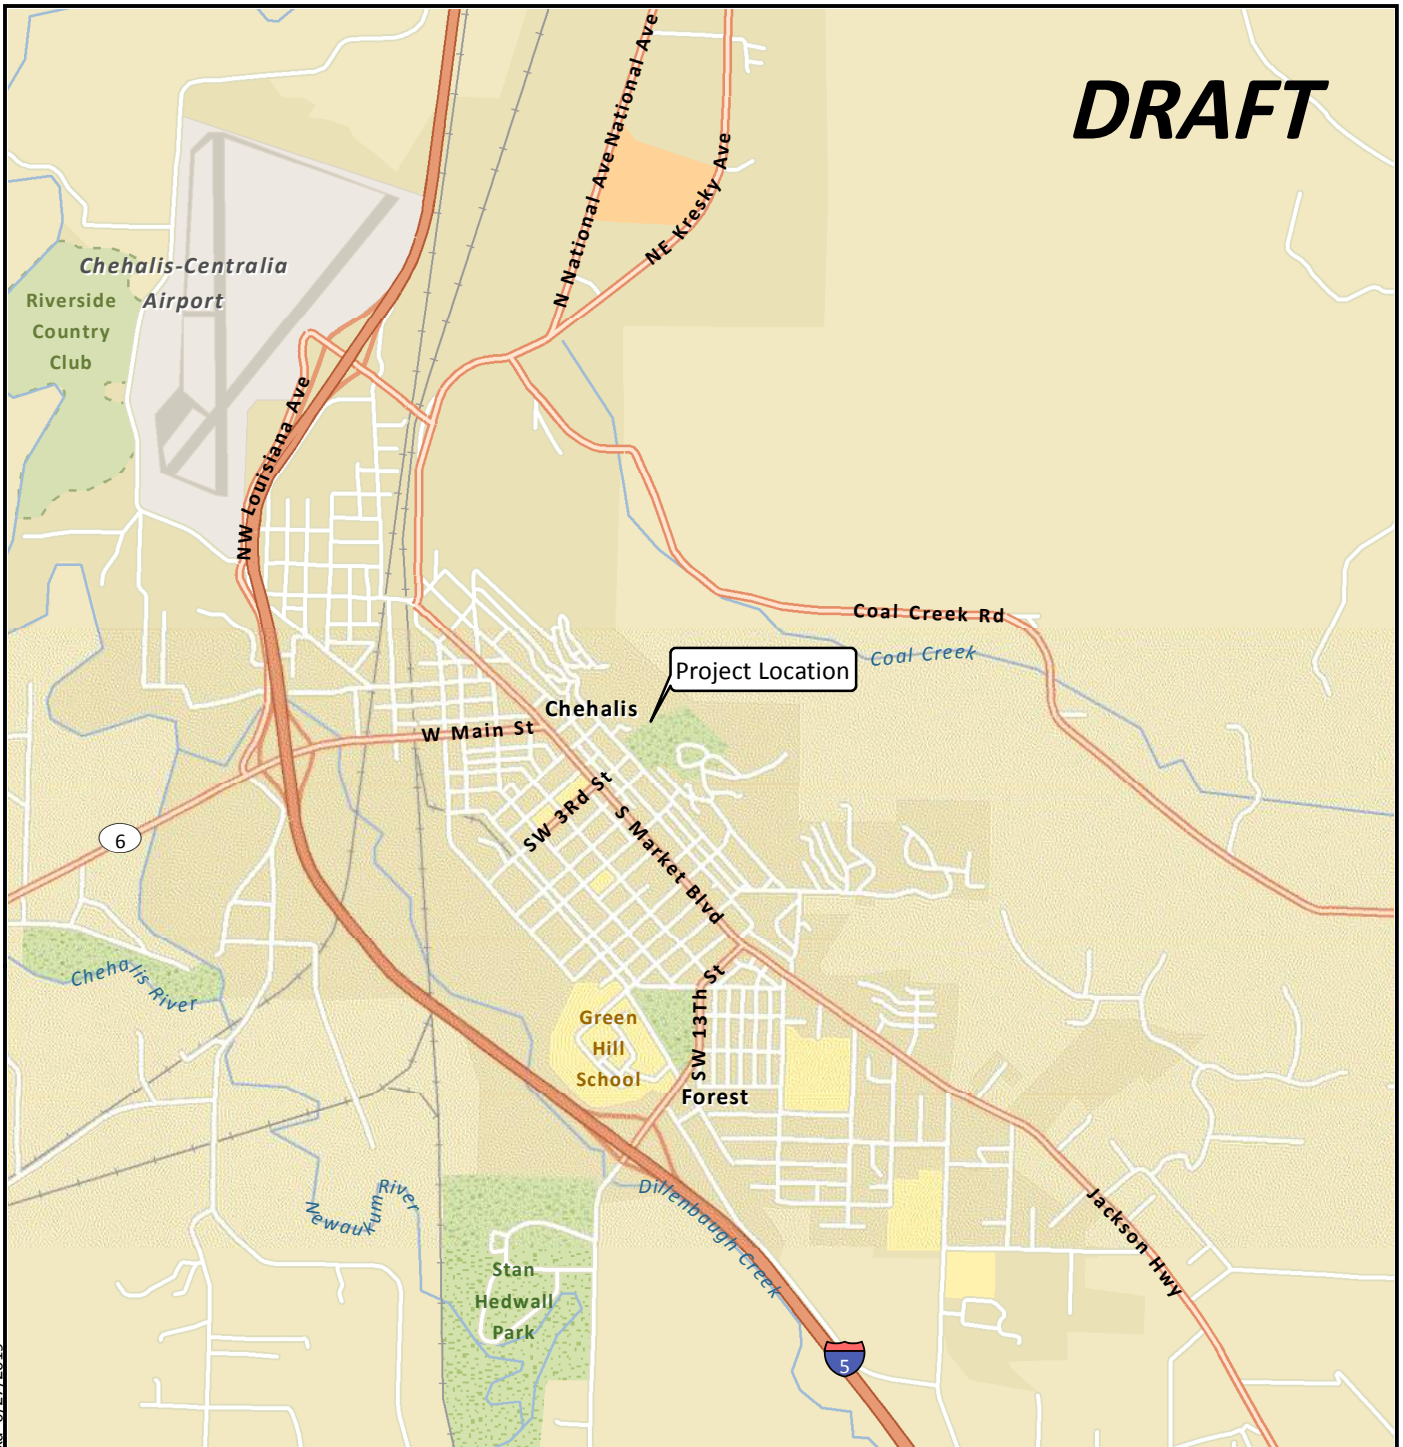 DRAFT
N National Ave
National Ave
NE Kresky Ave
Chehalis-Centralia
Airport
Riverside
Country
Club
NW Louisiana Ave
Coal Creek Rd
Coal Creek
Project Location
Chehalis
W Main St
SW 3Rd St
S Market Blvd
6
Chehalis River
SW 13Th St
Green
Hill
School
Forest
Newaukum River
Dillenbaugh Creek
Jackson Hwy
Stan
Hedwall
Park
5